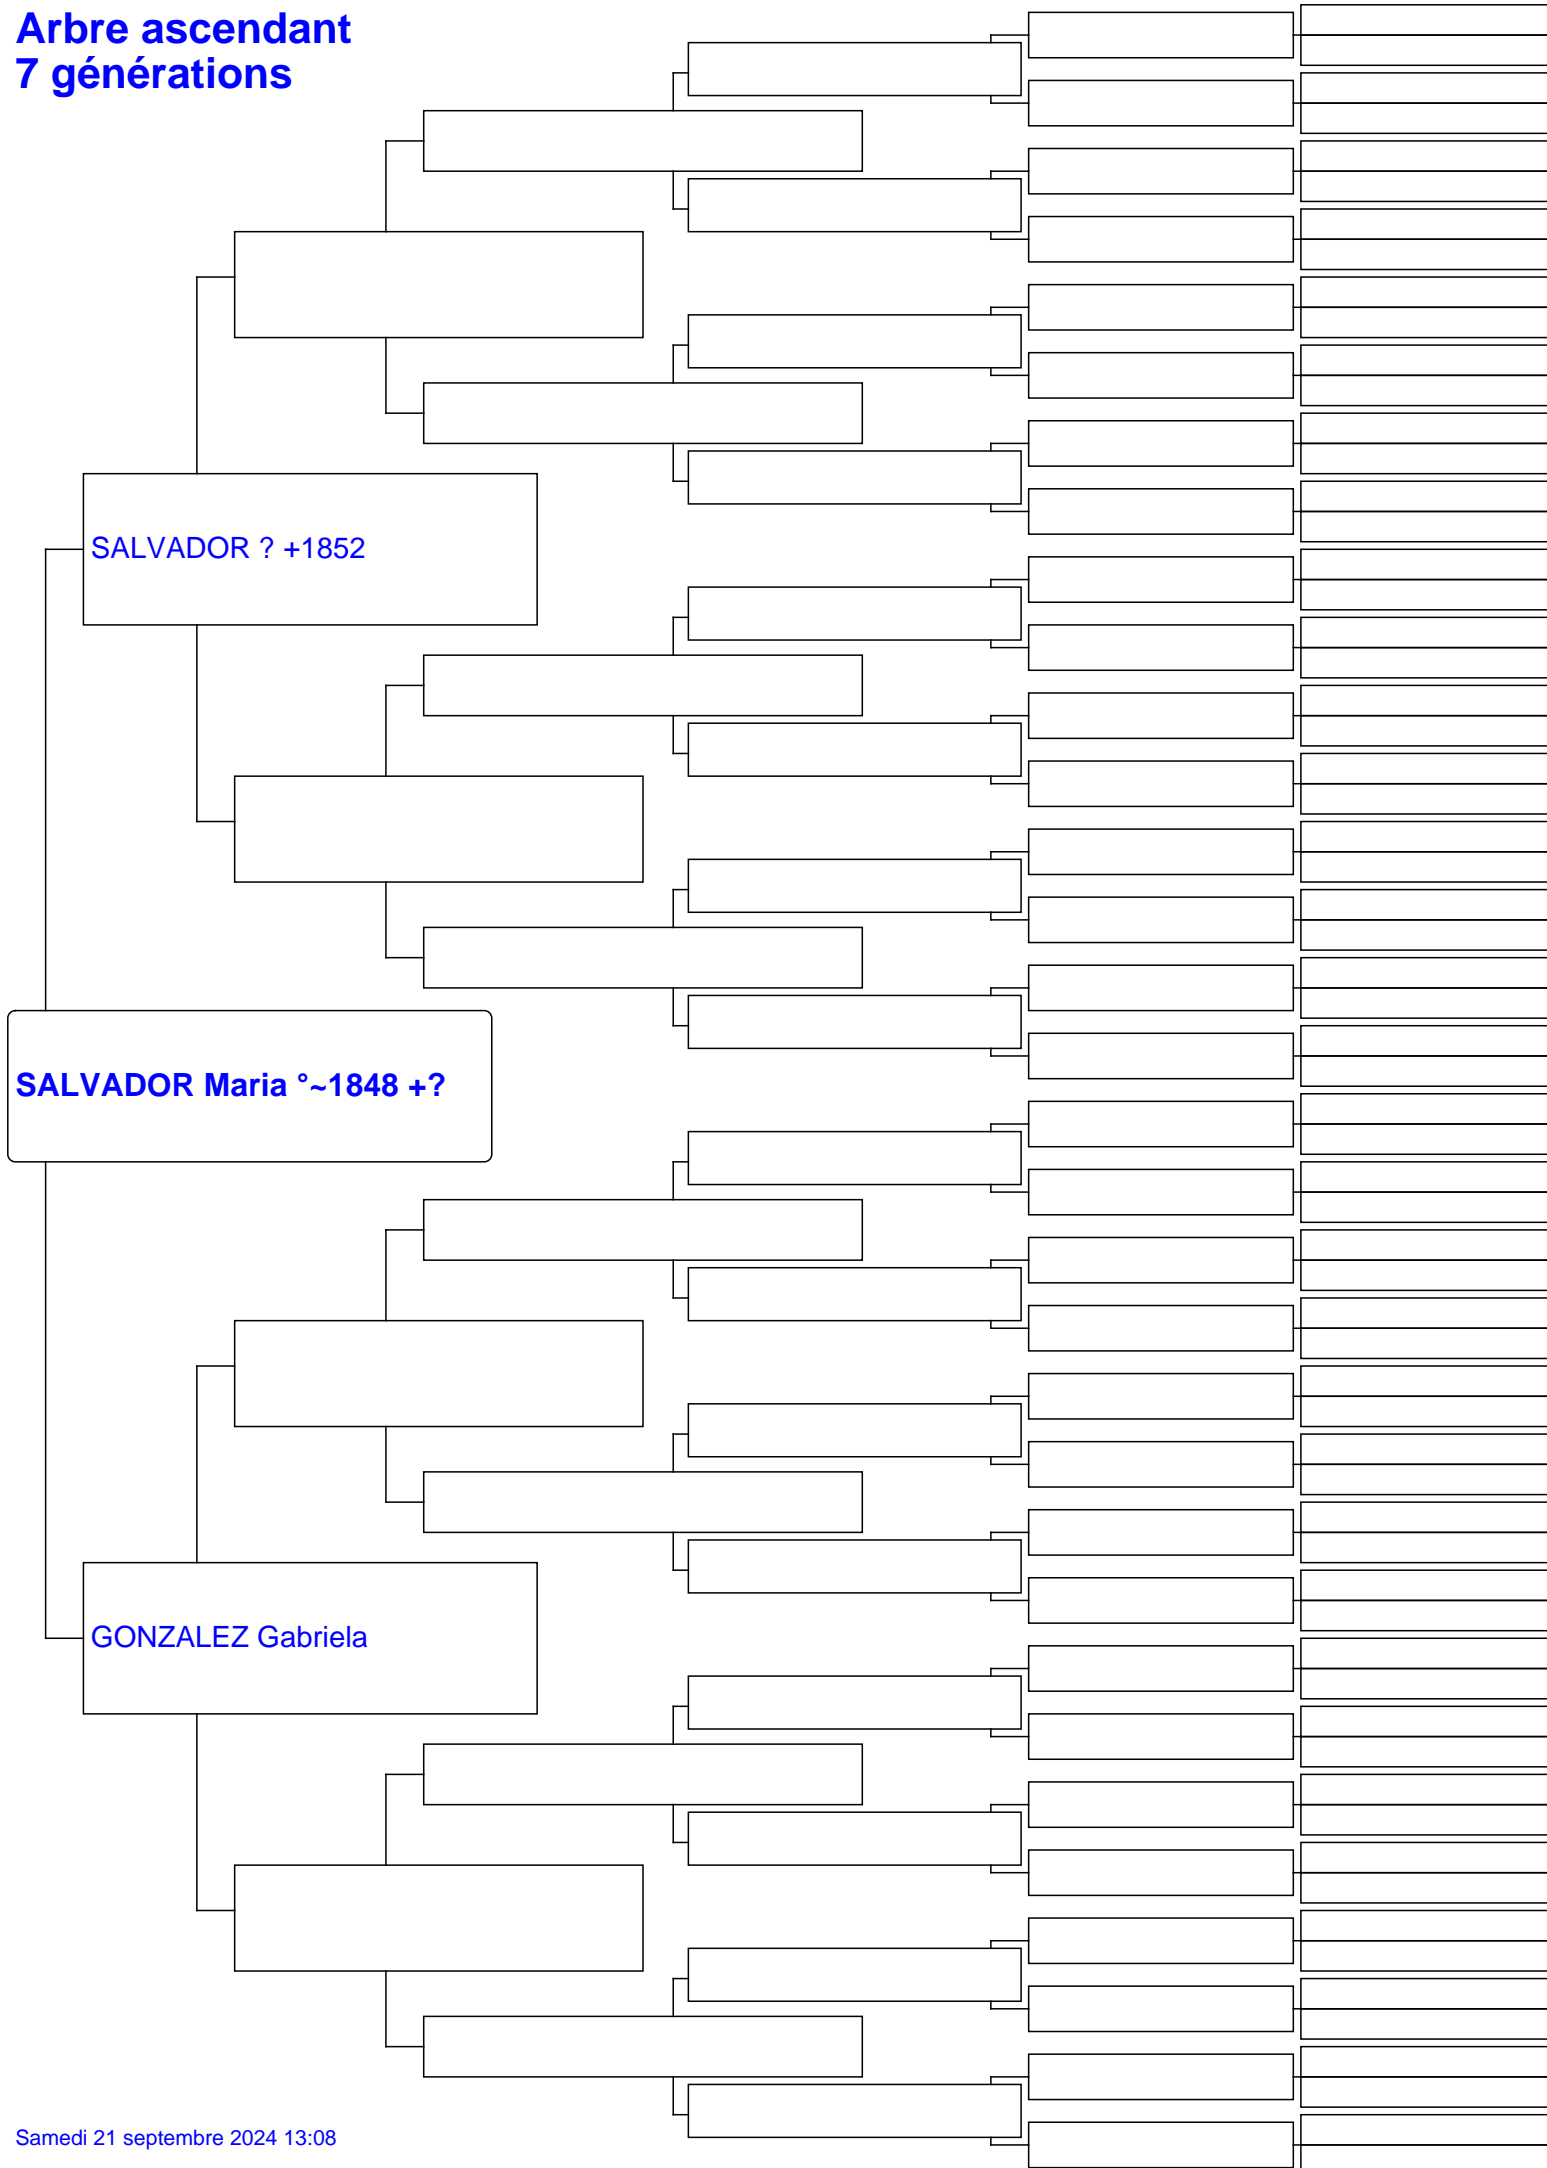 Arbre ascendant
7 générations
SALVADOR ? +1852
SALVADOR Maria °~1848 +?
GONZALEZ Gabriela
Samedi 21 septembre 2024 13:08